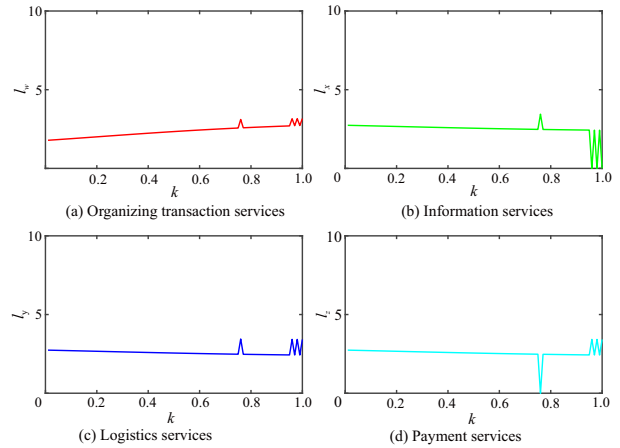 10
5
l_w
0.2 0.4 0.6 0.8 1.0
k
(a) Organizing transaction services
10
5
l_x
0 0.2 0.4 0.6 0.8 1.0
k
(b) Information services
10
5
l_y
0 0.2 0.4 0.6 0.8 1.0
k
(c) Logistics services
10
5
l_z
0 0.2 0.4 0.6 0.8 1.0
k
(d) Payment services